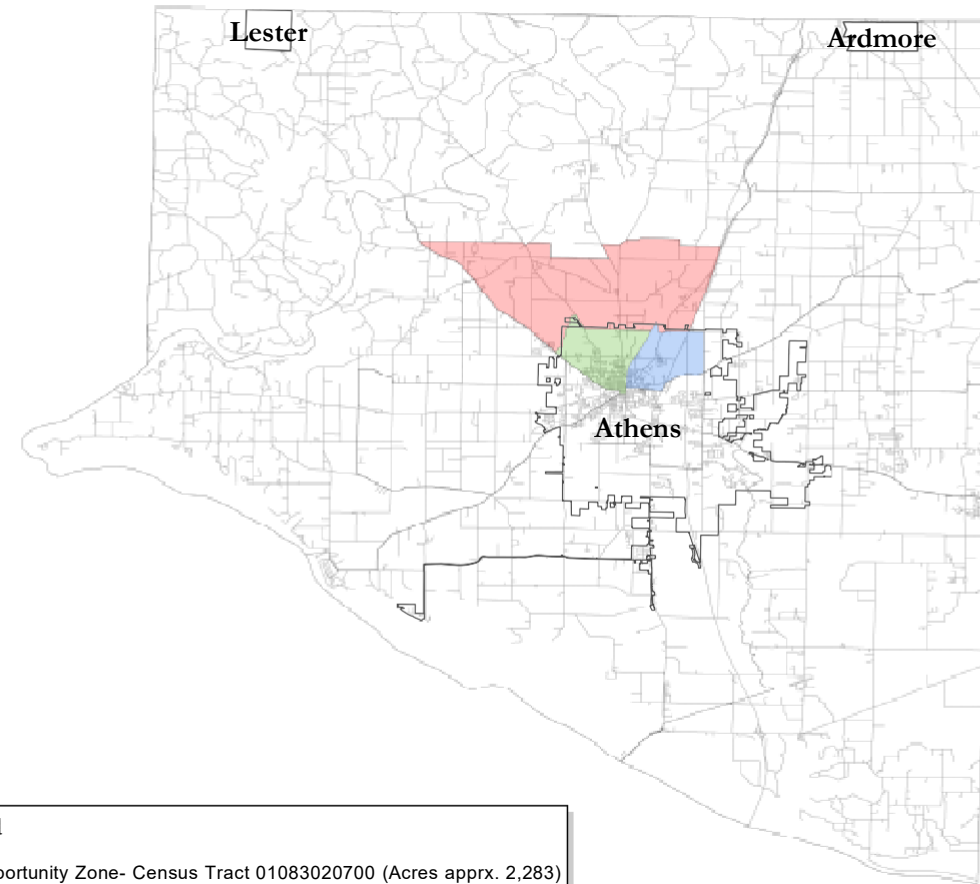 Lester
Ardmore
Athens
portunity Zone- Census Tract 01083020700 (Acres apprx. 2,283)